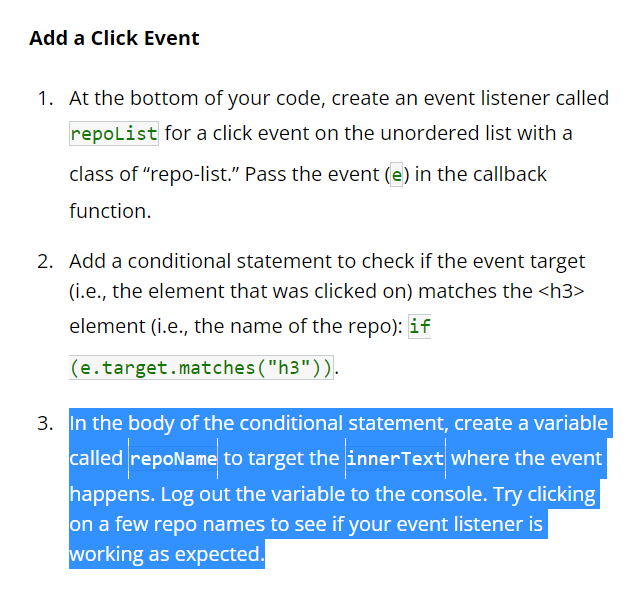 Add a Click Event
1. At the bottom of your code, create an event listener called
repoList for a click event on the unordered list with a
class of “repo-list.” Pass the event (e) in the callback
function.
2. Add a conditional statement to check if the event target
(i.e., the element that was clicked on) matches the <h3>
element (i.e., the name of the repo): if
(e.target.matches("h3")).
3. In the body of the conditional statement, create a variable
called repoName to target the innerText where the event
happens. Log out the variable to the console. Try clicking
on a few repo names to see if your event listener is
working as expected.